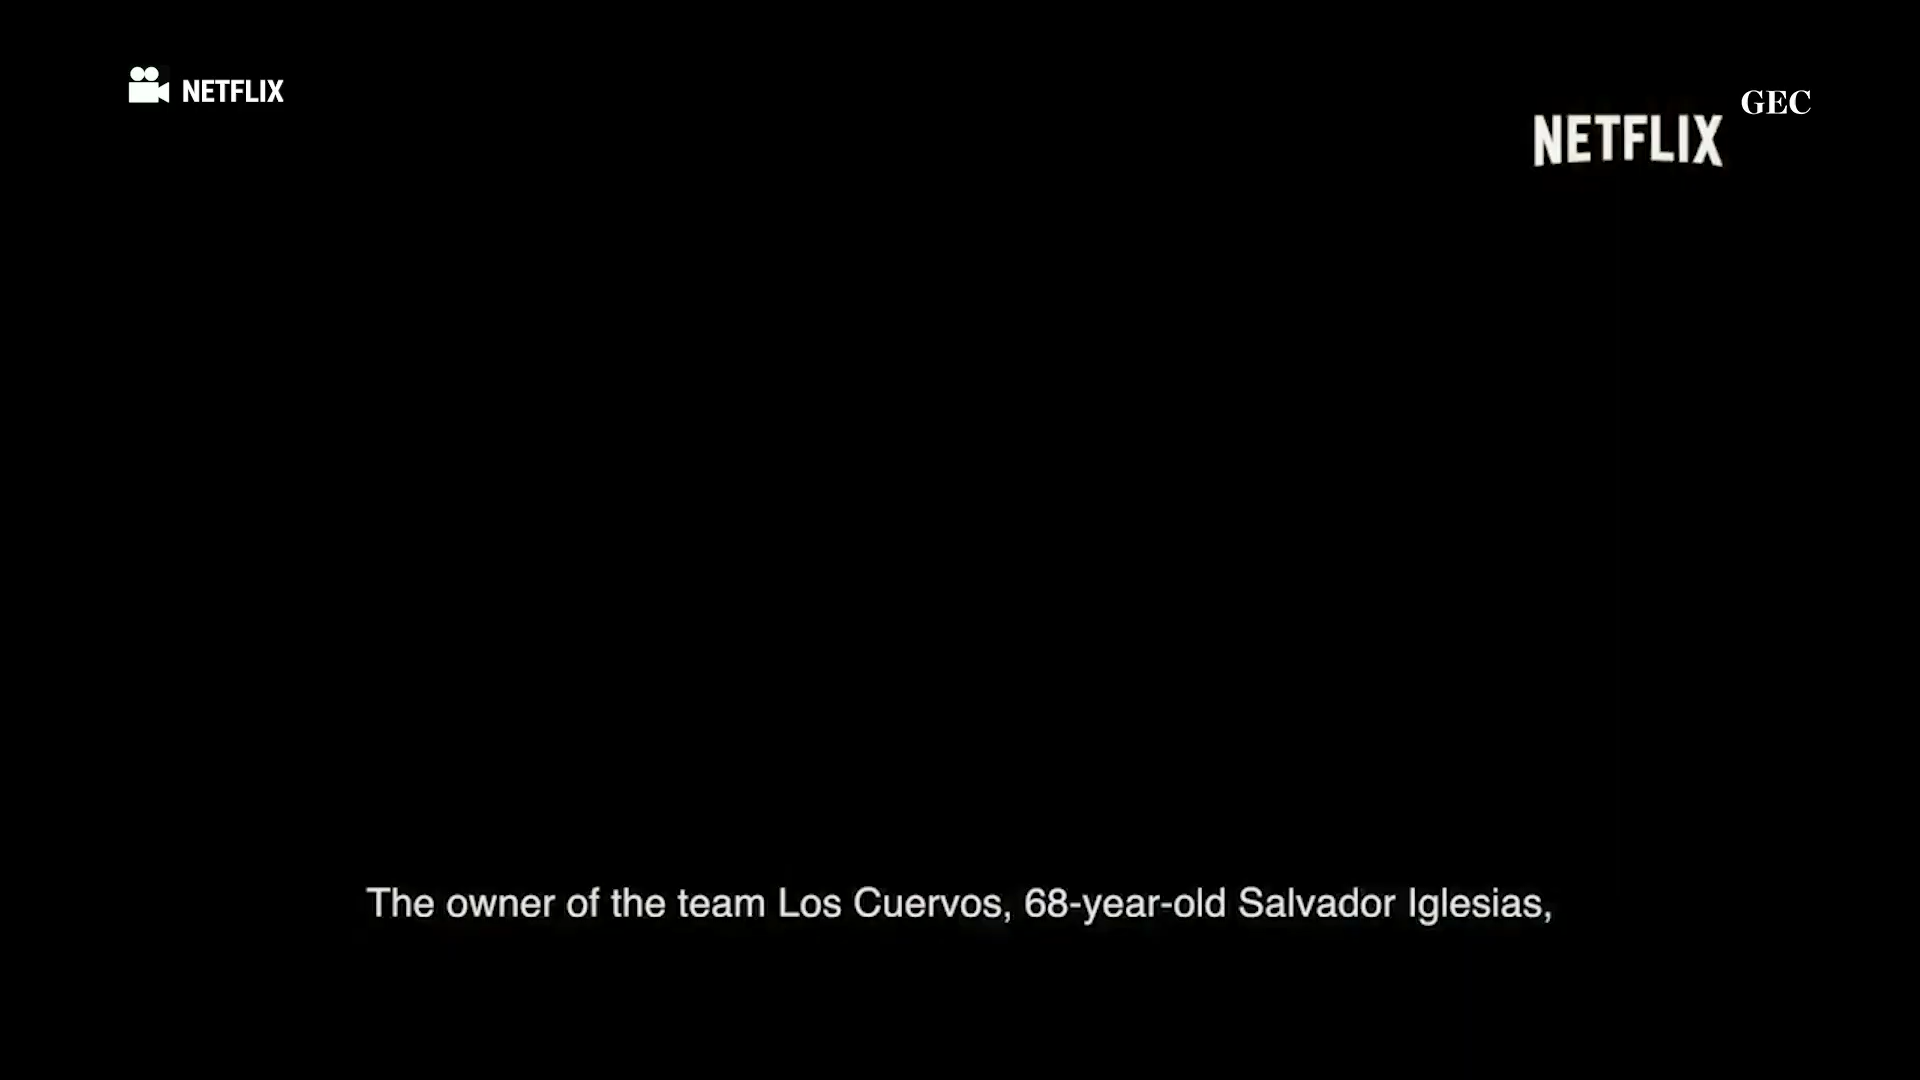 NETFLIX
GEC
NETFLIX
The owner of the team Los Cuervos, 68-year-old Salvador Iglesias,